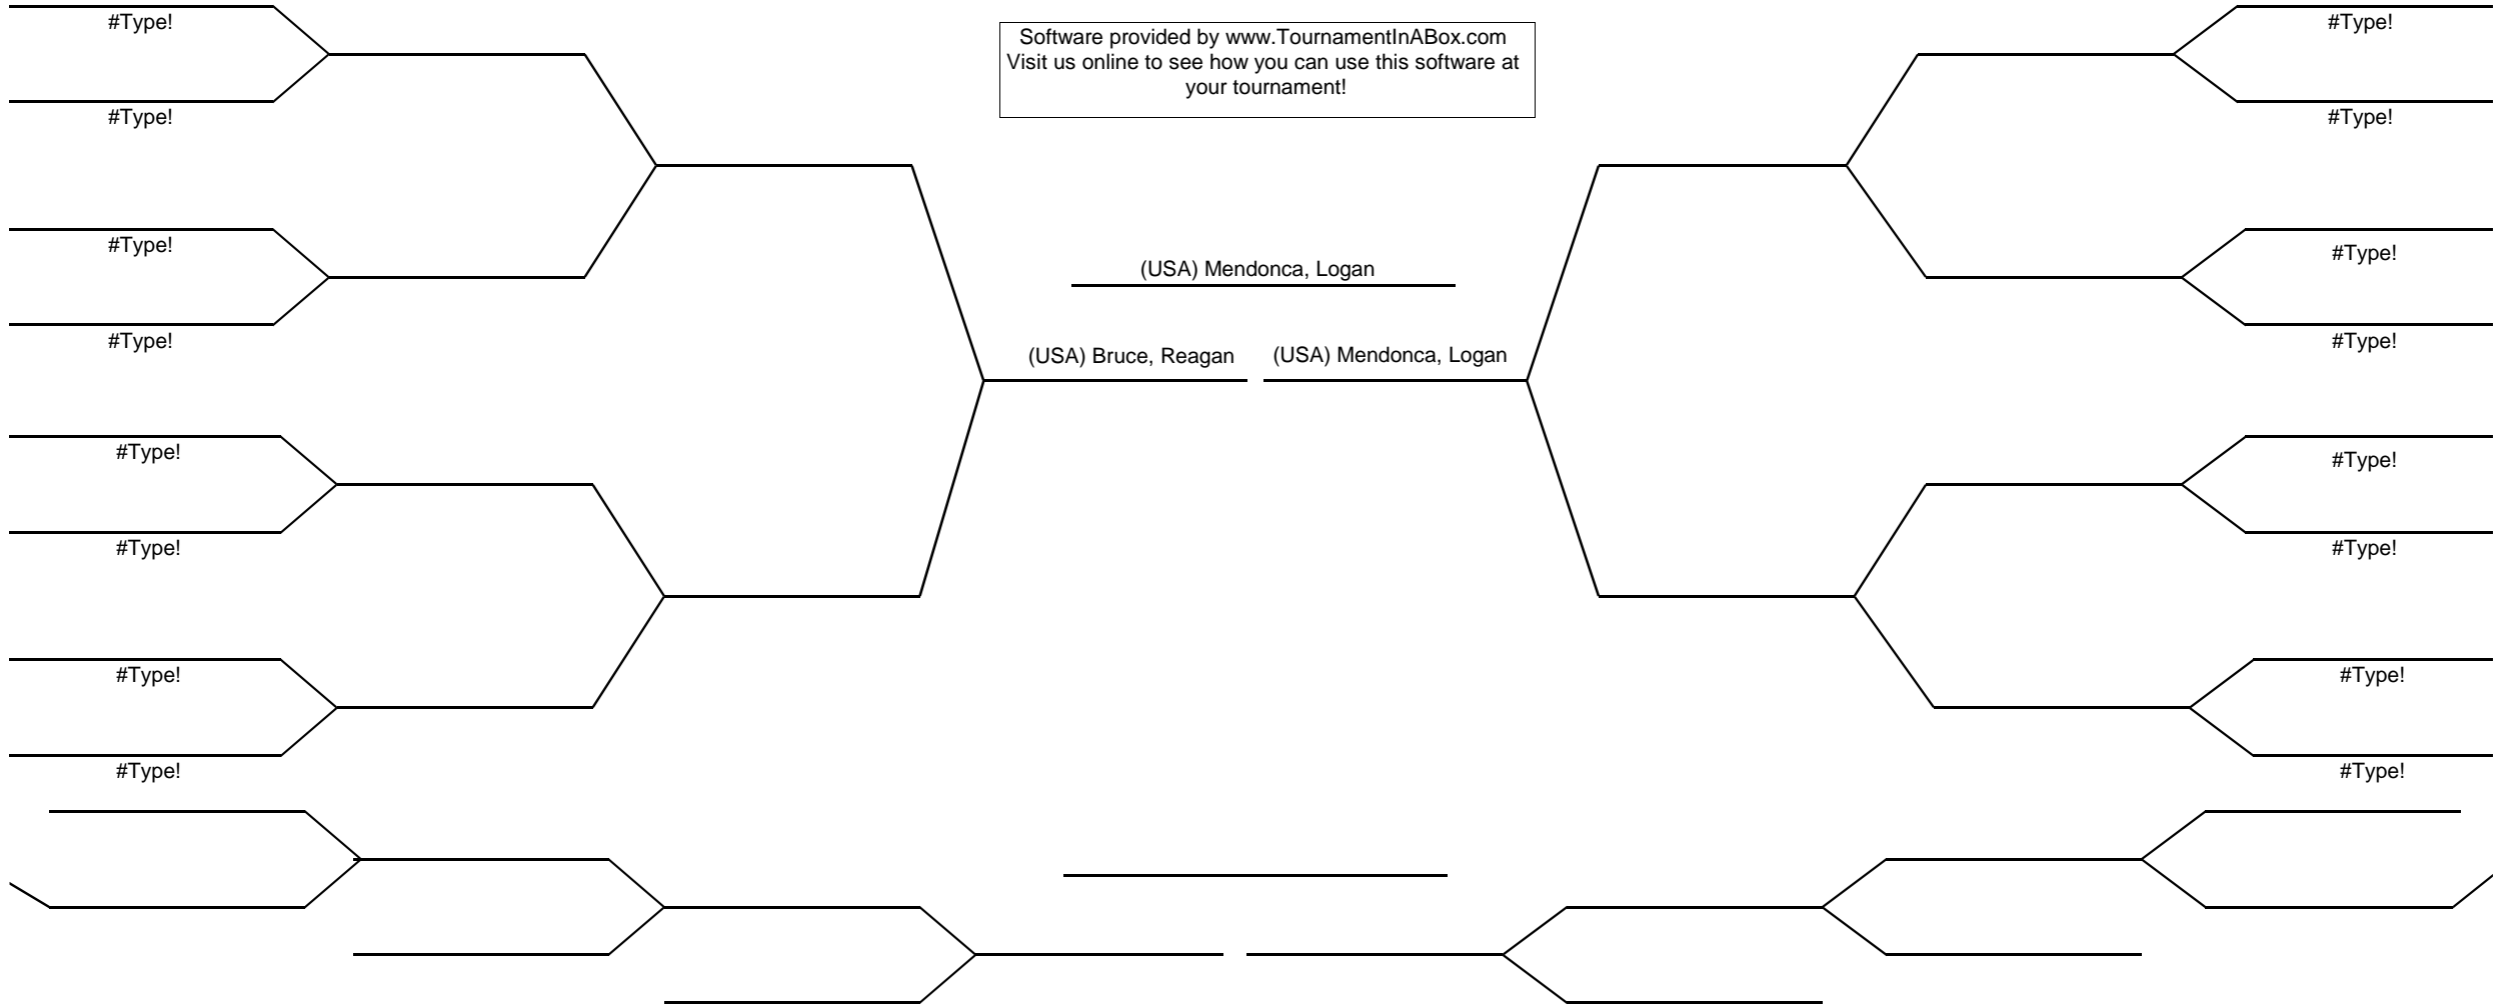 #Type!
#Type!
Software provided by www.TournamentInABox.com
Visit us online to see how you can use this software at
your tournament!
#Type!
#Type!
#Type!
#Type!
(USA) Mendonca, Logan
#Type!
#Type!
(USA) Bruce, Reagan
(USA) Mendonca, Logan
#Type!
#Type!
#Type!
#Type!
#Type!
#Type!
#Type!
#Type!